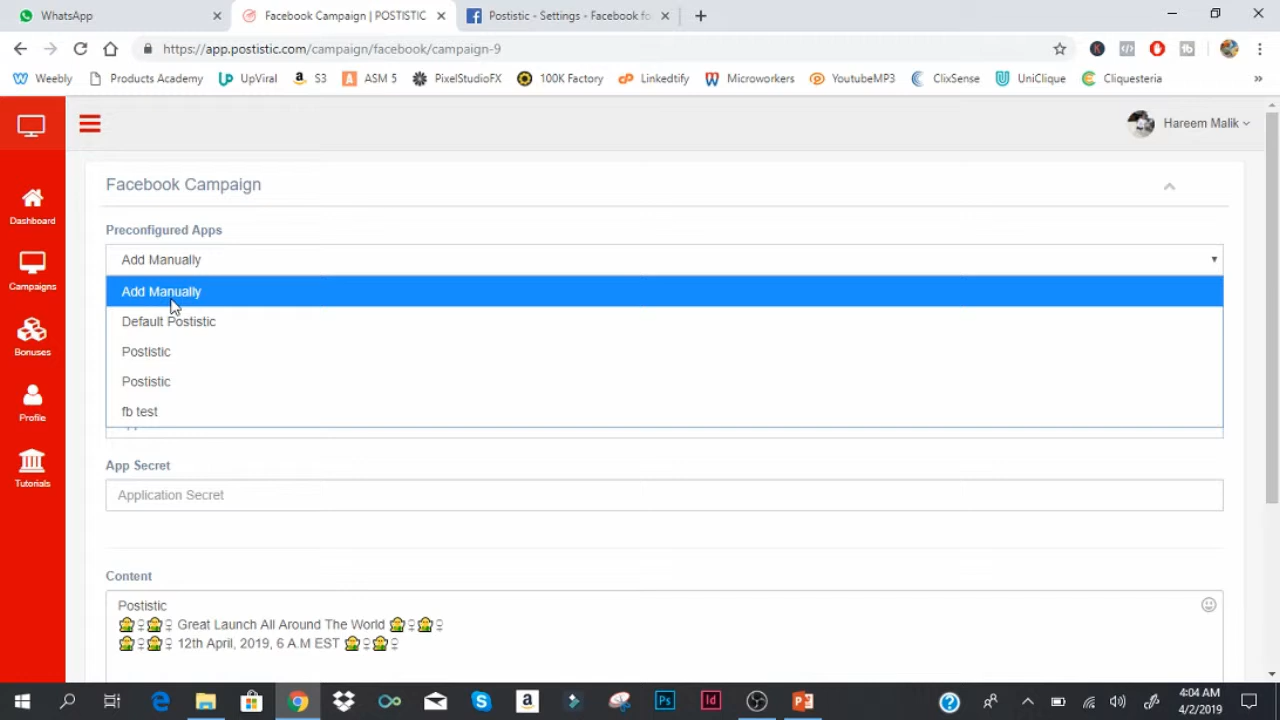 WhatsApp
Facebook Campaign | POSTISTIC
Postistic - Settings - Facebook fo
https://app.postistic.com/campaign/facebook/campaign-9
Weebly
Products Academy
UpViral
S3
ASM 5
PixelStudioFX
100K Factory
Linkedtify
Microworkers
YoutubeMP3
ClixSense
UniClique
Cliquesteria
»
Hareem Malik
Dashboard
Campaigns
Bonuses
Profile
Tutorials
Facebook Campaign
Preconfigured Apps
Add Manually
Add Manually
Default Postistic
Postistic
Postistic
fb test
App Secret
Application Secret
Content
Postistic
Great Launch All Around The World
12th April, 2019, 6 A.M EST
4:04 AM
4/2/2019